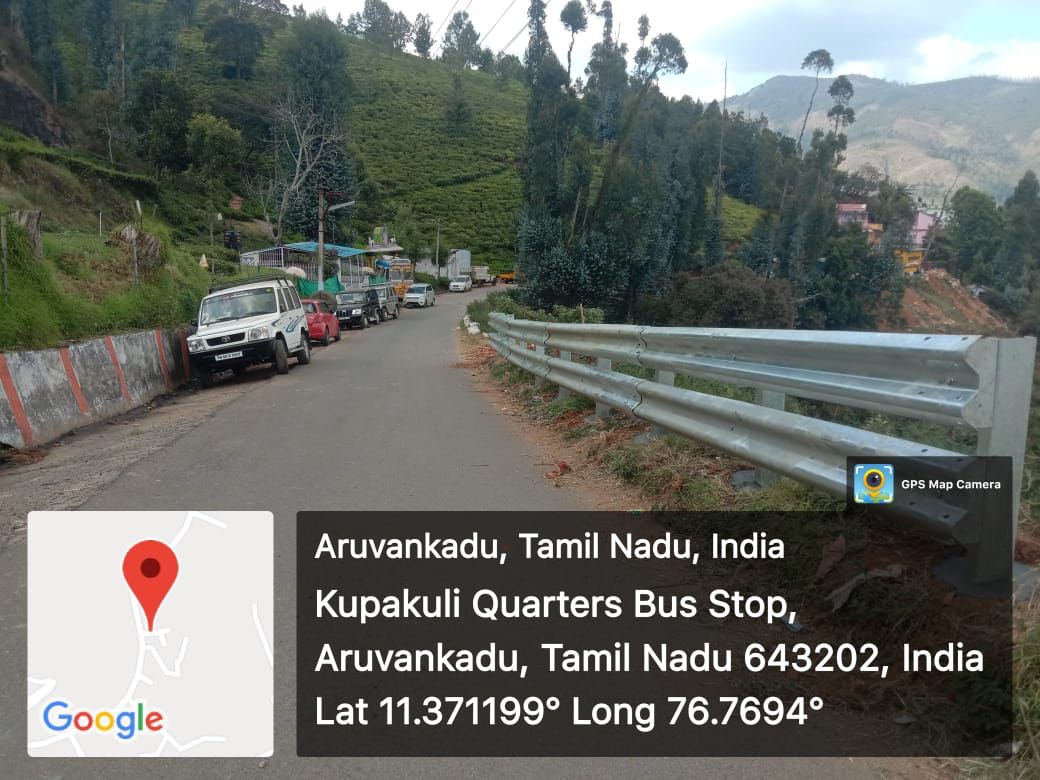 GPS Map Camera
Aruvankadu, Tamil Nadu, India
Kupakuli Quarters Bus Stop,
Aruvankadu, Tamil Nadu 643202, India
Lat 11.371199° Long 76.7694°
Google